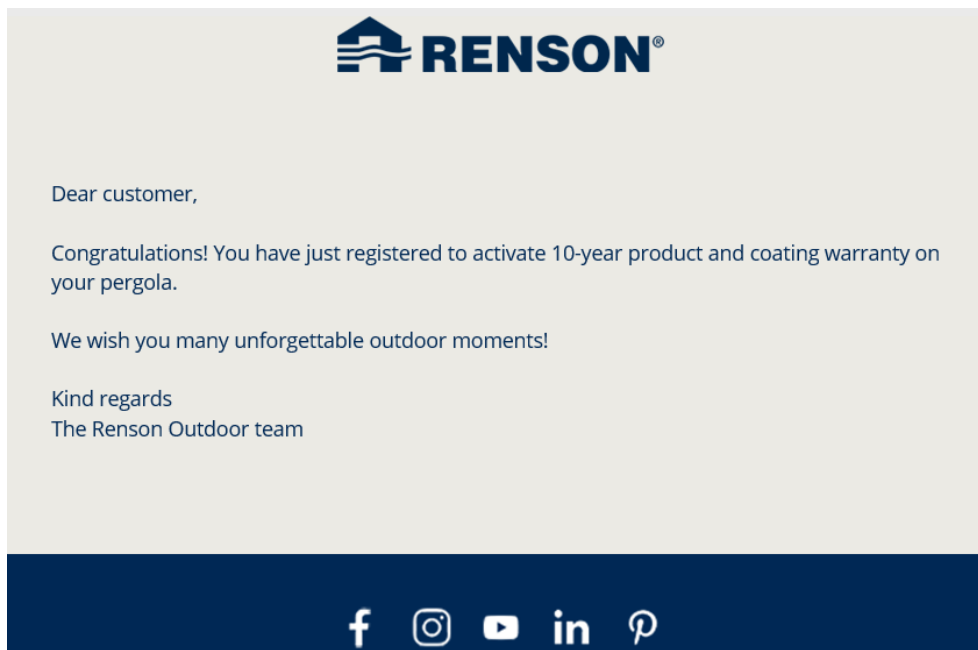 RENSON®
Dear customer,
Congratulations! You have just registered to activate 10-year product and coating warranty on
your pergola.
We wish you many unforgettable outdoor moments!
Kind regards
The Renson Outdoor team